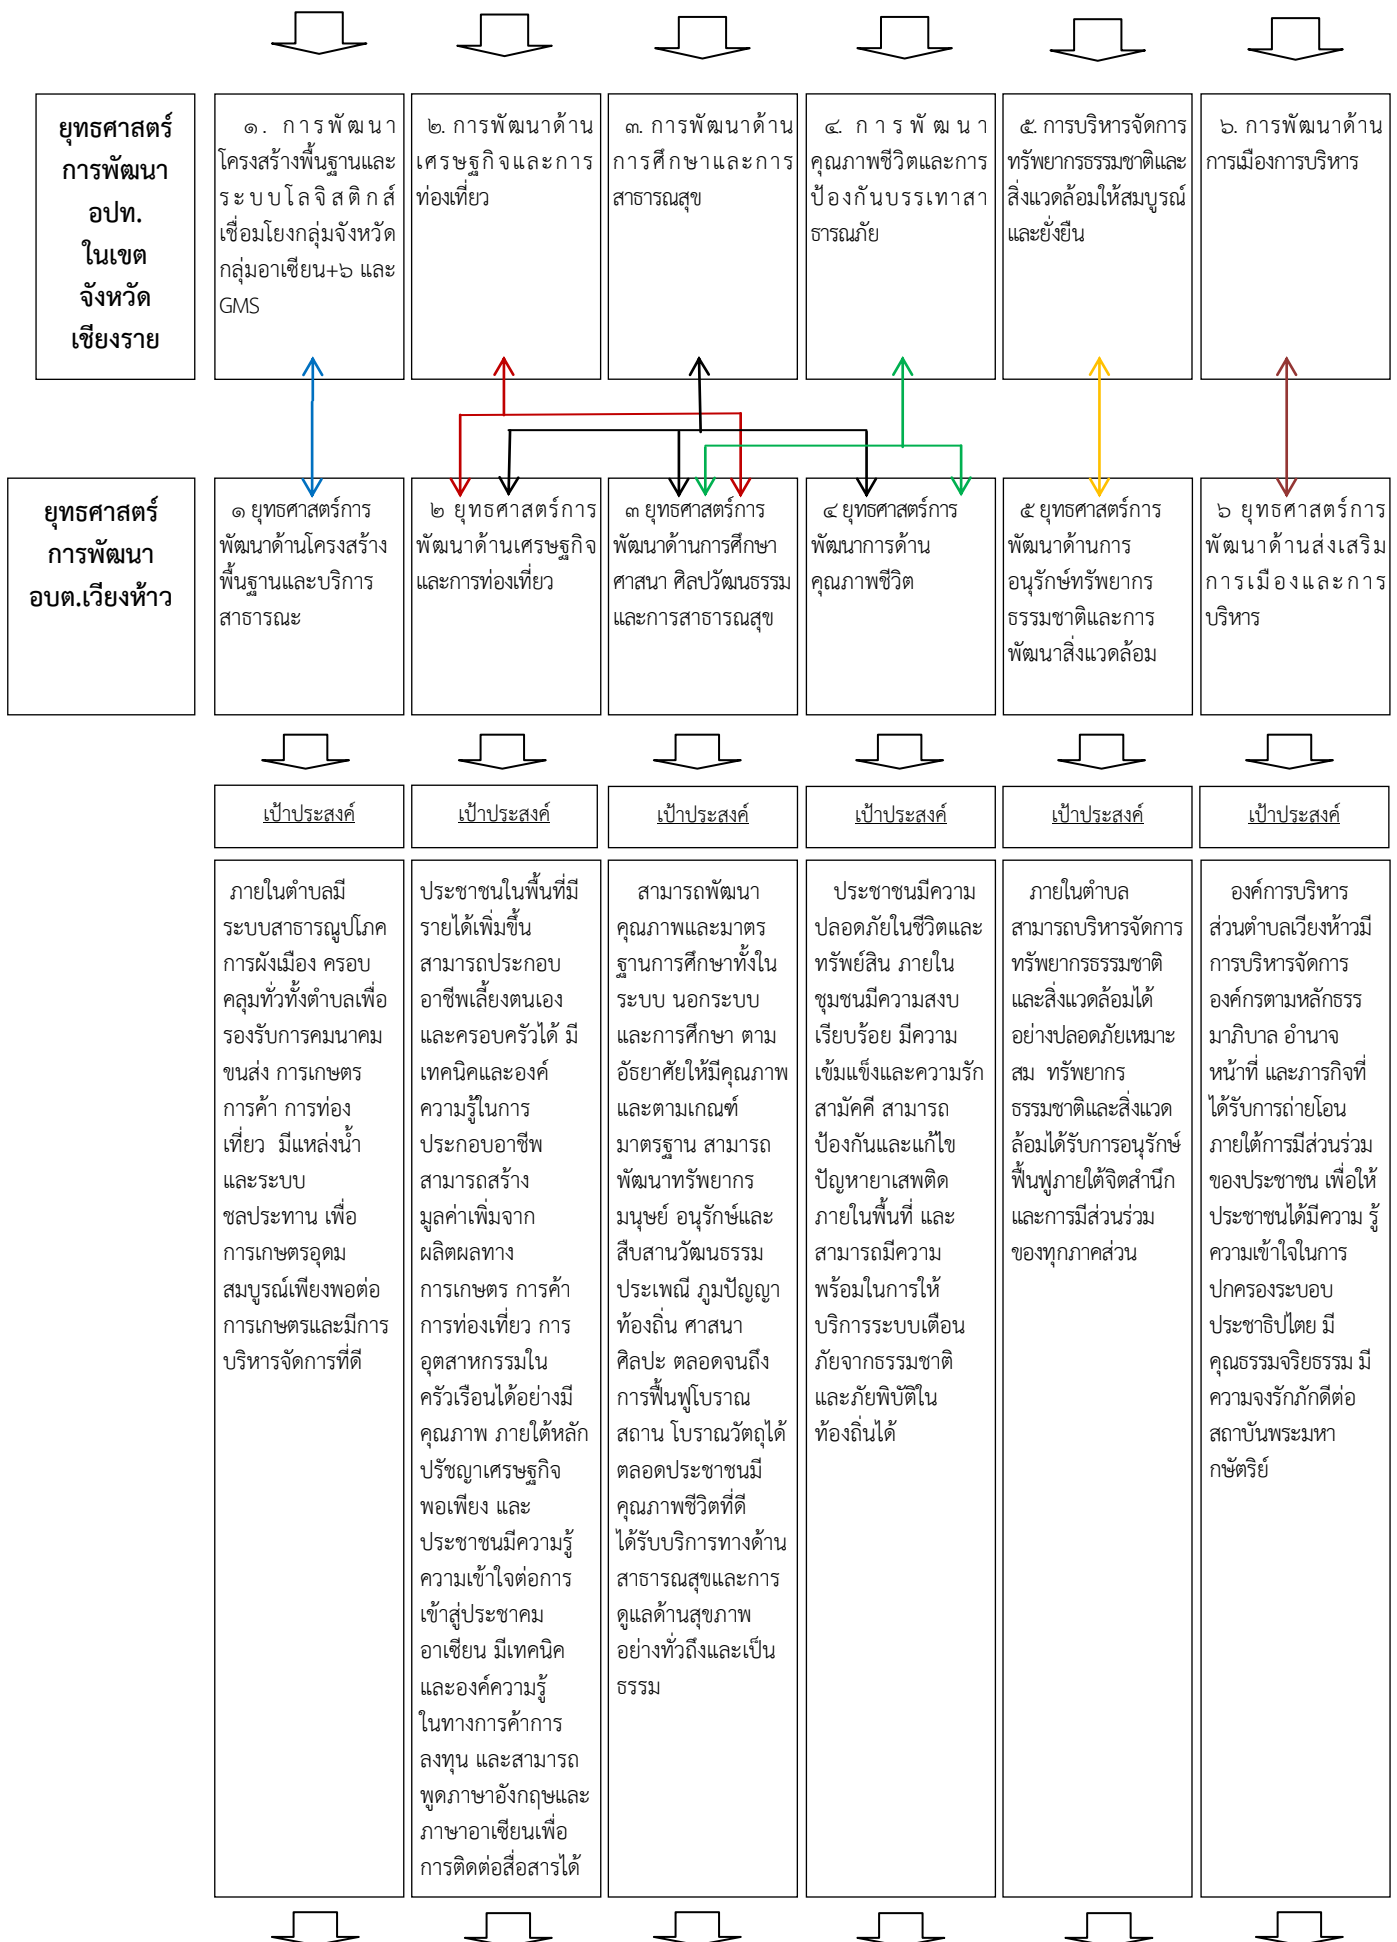 ยุทธศาสตร์
การพัฒนา
อปท.
ในเขต
จังหวัด
เชียงราย
๑. การพัฒนา
โครงสร้างพื้นฐานและ
ระบบโลจิสติกส์
เชื่อมโยงกลุ่มจังหวัด
กลุ่มอาเซียน+๖ และ
GMS
๒. การพัฒนาด้าน
เศรษฐกิจและการ
ท่องเที่ยว
๓. การพัฒนาด้าน
การศึกษาและการ
สาธารณสุข
๔. การพัฒนา
คุณภาพชีวิตและการ
ป้องกันบรรเทาสา
ธารณภัย
๕. การบริหารจัดการ
ทรัพยากรธรรมชาติและ
สิ่งแวดล้อมให้สมบูรณ์
และยั่งยืน
๖. การพัฒนาด้าน
การเมืองการบริหาร
ยุทธศาสตร์
การพัฒนา
อบต.เวียงห้าว
๑ ยุทธศาสตร์การ
พัฒนาด้านโครงสร้าง
พื้นฐานและบริการ
สาธารณะ
๒ ยุทธศาสตร์การ
พัฒนาด้านเศรษฐกิจ
และการท่องเที่ยว
๓ ยุทธศาสตร์การ
พัฒนาด้านการศึกษา
ศาสนา ศิลปวัฒนธรรม
และการสาธารณสุข
๔ ยุทธศาสตร์การ
พัฒนาการด้าน
คุณภาพชีวิต
๕ ยุทธศาสตร์การ
พัฒนาด้านการ
อนุรักษ์ทรัพยากร
ธรรมชาติและการ
พัฒนาสิ่งแวดล้อม
๖ ยุทธศาสตร์การ
พัฒนาด้านส่งเสริม
การเมืองและการ
บริหาร
เป้าประสงค์
เป้าประสงค์
เป้าประสงค์
เป้าประสงค์
เป้าประสงค์
เป้าประสงค์
ภายในตำบลมี
ระบบสาธารณูปโภค
การผังเมือง ครอบ
คลุมทั่วทั้งตำบลเพื่อ
รองรับการคมนาคม
ขนส่ง การเกษตร
การค้า การท่อง
เที่ยว มีแหล่งน้ำ
และระบบ
ชลประทาน เพื่อ
การเกษตรอุดม
สมบูรณ์เพียงพอต่อ
การเกษตรและมีการ
บริหารจัดการที่ดี
ประชาชนในพื้นที่มี
รายได้เพิ่มขึ้น
สามารถประกอบ
อาชีพเลี้ยงตนเอง
และครอบครัวได้ มี
เทคนิคและองค์
ความรู้ในการ
ประกอบอาชีพ
สามารถสร้าง
มูลค่าเพิ่มจาก
ผลิตผลทาง
การเกษตร การค้า
การท่องเที่ยว การ
อุตสาหกรรมใน
ครัวเรือนได้อย่างมี
คุณภาพ ภายใต้หลัก
ปรัชญาเศรษฐกิจ
พอเพียง และ
ประชาชนมีความรู้
ความเข้าใจต่อการ
เข้าสู่ประชาคม
อาเซียน มีเทคนิค
และองค์ความรู้
ในทางการค้าการ
ลงทุน และสามารถ
พูดภาษาอังกฤษและ
ภาษาอาเซียนเพื่อ
การติดต่อสื่อสารได้
สามารถพัฒนา
คุณภาพและมาตร
ฐานการศึกษาทั้งใน
ระบบ นอกระบบ
และการศึกษา ตาม
อัธยาศัยให้มีคุณภาพ
และตามเกณฑ์
มาตรฐาน สามารถ
พัฒนาทรัพยากร
มนุษย์ อนุรักษ์และ
สืบสานวัฒนธรรม
ประเพณี ภูมปัญญา
ท้องถิ่น ศาสนา
ศิลปะ ตลอดจนถึง
การฟื้นฟูโบราณ
สถาน โบราณวัตถุได้
ตลอดประชาชนมี
คุณภาพชีวิตที่ดี
ได้รับบริการทางด้าน
สาธารณสุขและการ
ดูแลด้านสุขภาพ
อย่างทั่วถึงและเป็น
ธรรม
ประชาชนมีความ
ปลอดภัยในชีวิตและ
ทรัพย์สิน ภายใน
ชุมชนมีความสงบ
เรียบร้อย มีความ
เข้มแข็งและความรัก
สามัคคี สามารถ
ป้องกันและแก้ไข
ปัญหายาเสพติด
ภายในพื้นที่ และ
สามารถมีความ
พร้อมในการให้
บริการระบบเตือน
ภัยจากธรรมชาติ
และภัยพิบัติใน
ท้องถิ่นได้
ภายในตำบล
สามารถบริหารจัดการ
ทรัพยากรธรรมชาติ
และสิ่งแวดล้อมได้
อย่างปลอดภัยเหมาะ
สม ทรัพยากร
ธรรมชาติและสิ่งแวด
ล้อมได้รับการอนุรักษ์
ฟื้นฟูภายใต้จิตสำนึก
และการมีส่วนร่วม
ของทุกภาคส่วน
องค์การบริหาร
ส่วนตำบลเวียงห้าวมี
การบริหารจัดการ
องค์กรตามหลักธรร
มาภิบาล อำนาจ
หน้าที่ และภารกิจที่
ได้รับการถ่ายโอน
ภายใต้การมีส่วนร่วม
ของประชาชน เพื่อให้
ประชาชนได้มีความ รู้
ความเข้าใจในการ
ปกครองระบอบ
ประชาธิปไตย มี
คุณธรรมจริยธรรม มี
ความจงรักภักดีต่อ
สถาบันพระมหา
กษัตริย์